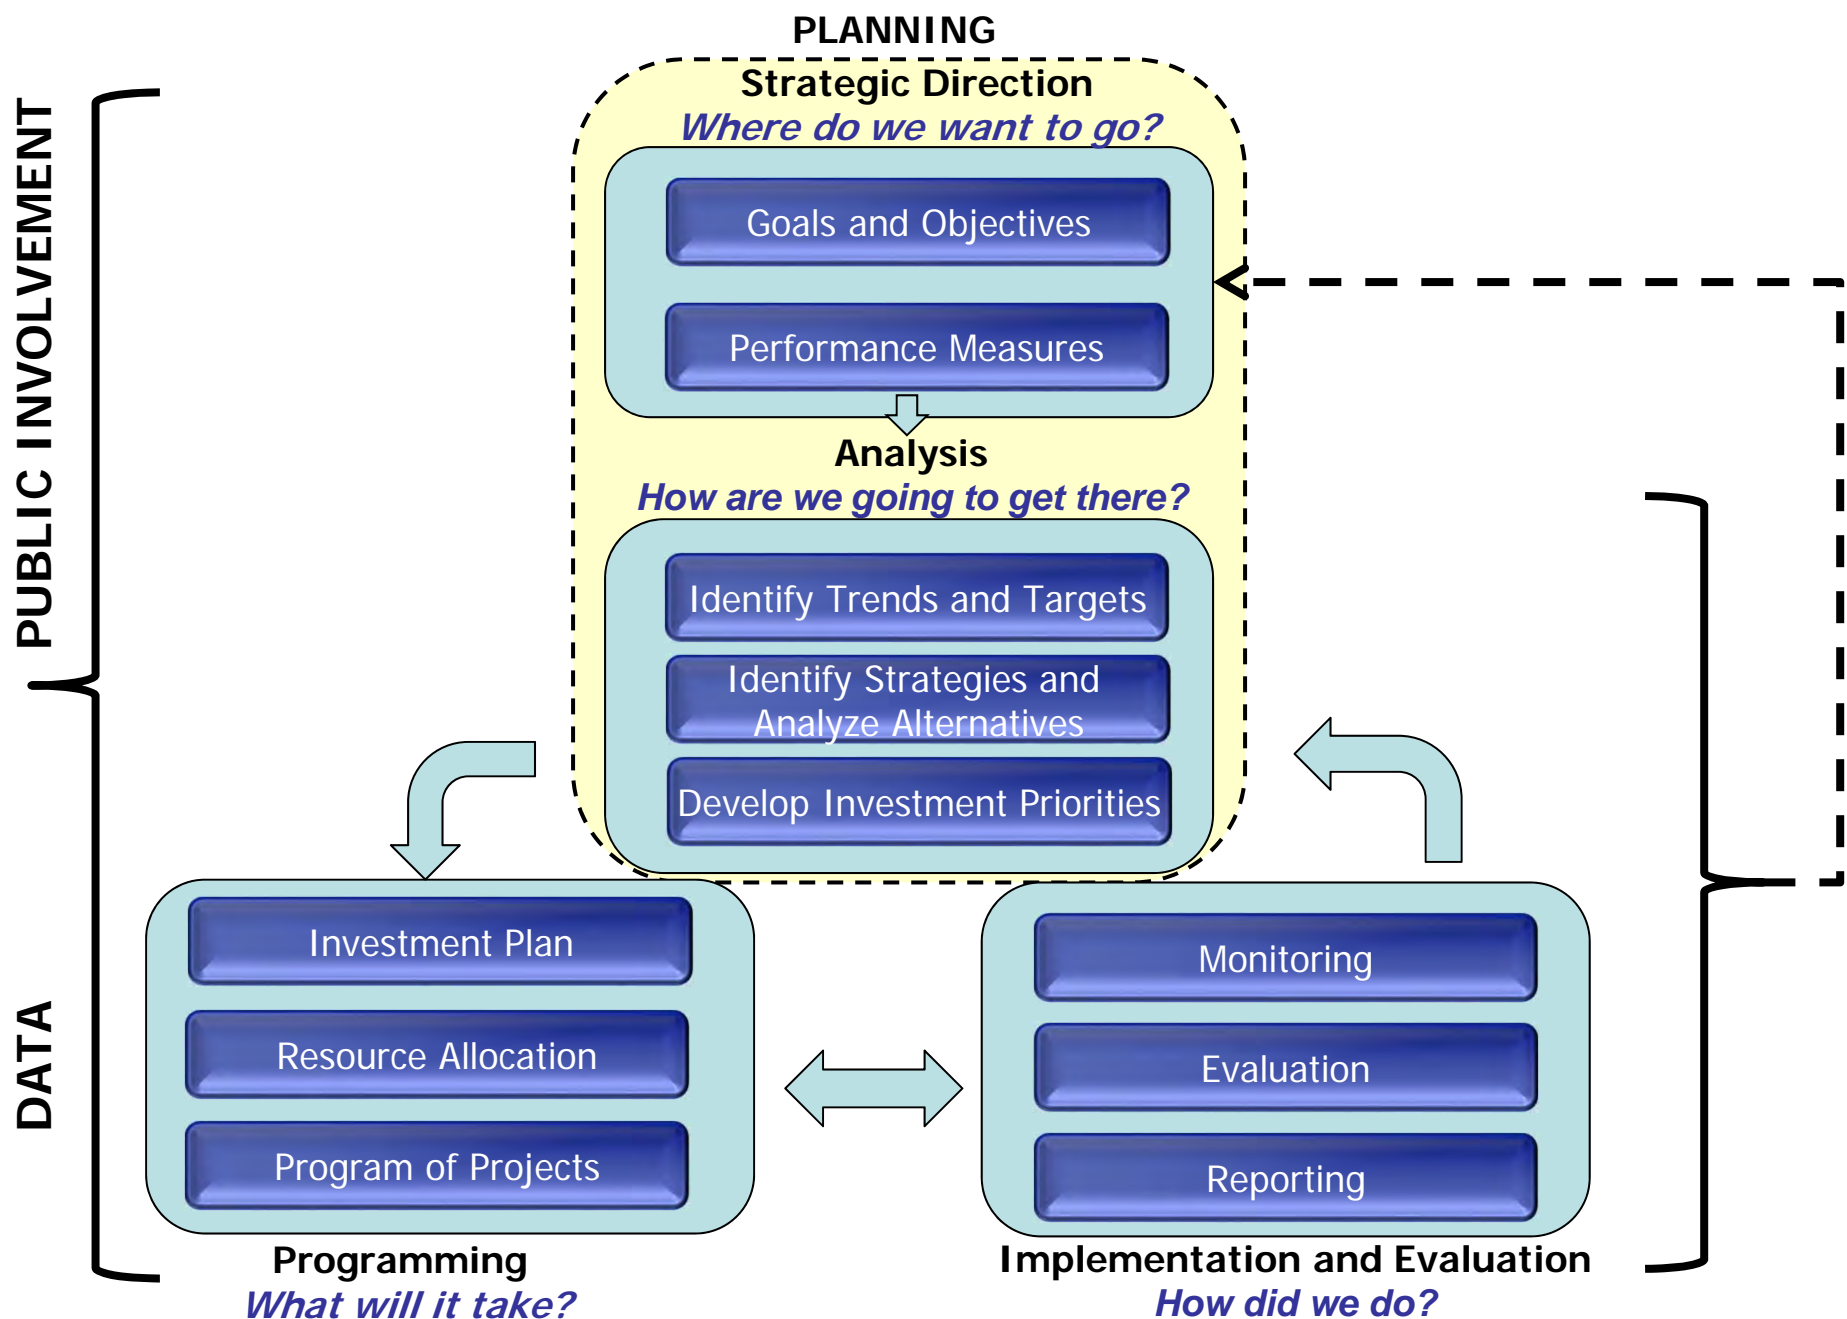 PLANNING
Strategic Direction
Where do we want to go?
Goals and Objectives
Performance Measures
Analysis
How are we going to get there?
Identify Trends and Targets
Identify Strategies and
Analyze Alternatives
Develop Investment Priorities
PUBLIC INVOLVEMENT
DATA
Investment Plan
Resource Allocation
Program of Projects
Programming
What will it take?
Monitoring
Evaluation
Reporting
Implementation and Evaluation
How did we do?